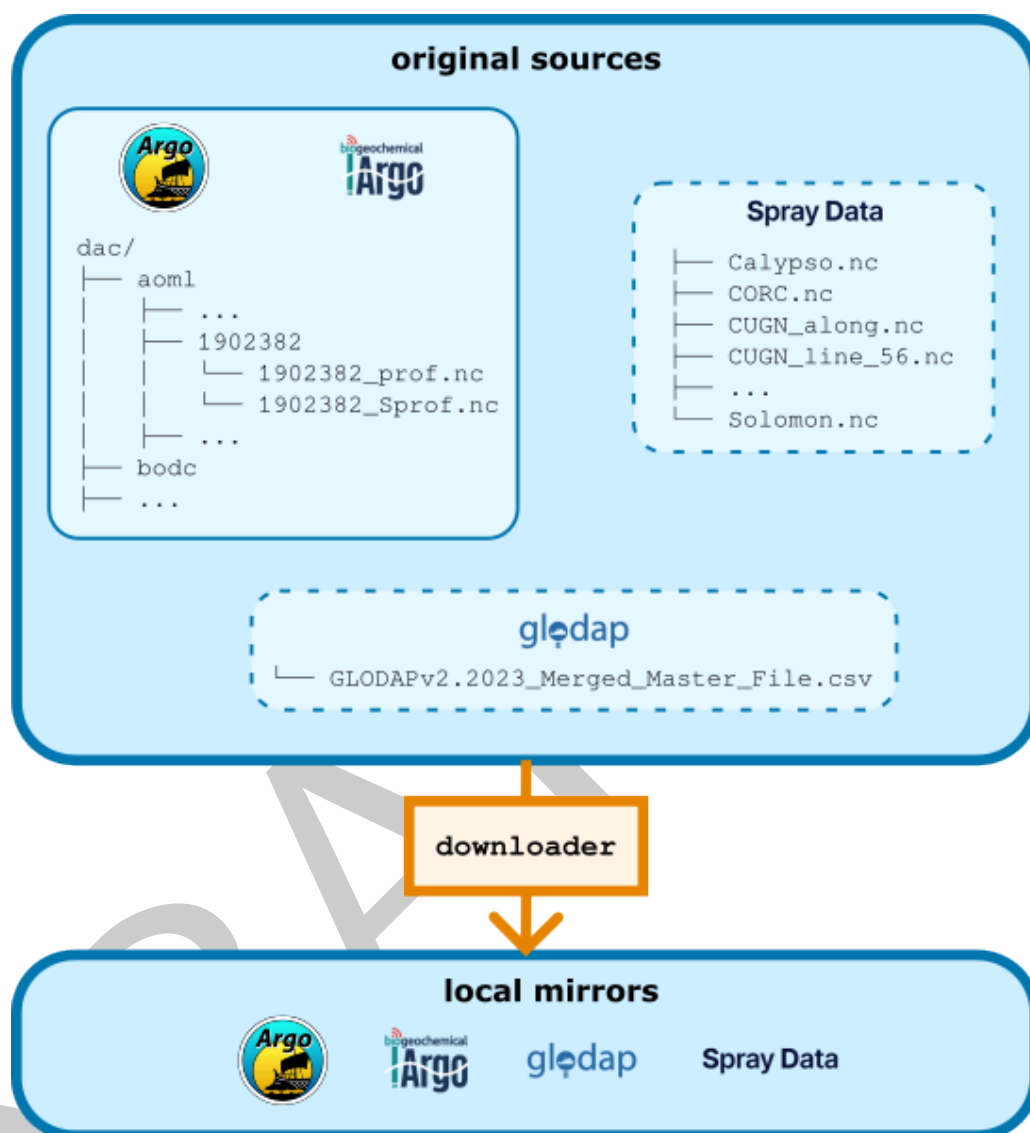 original sources
Argo
biogeochemical
Argo
dac/
├── aoml
│   ├── ...
│   ├── 1902382
│   │   └── 1902382_prof.nc
│   │   └── 1902382_Sprof.nc
│   ├── ...
├── bodc
├── ...
Spray Data
├── Calypso.nc
├── CORC.nc
├── CUGN_along.nc
├── CUGN_line_56.nc
├── ...
└── Solomon.nc
glodap
└── GLODAPv2.2023_Merged_Master_File.csv
downloader
local mirrors
Argo
biogeochemical
Argo
glodap
Spray Data